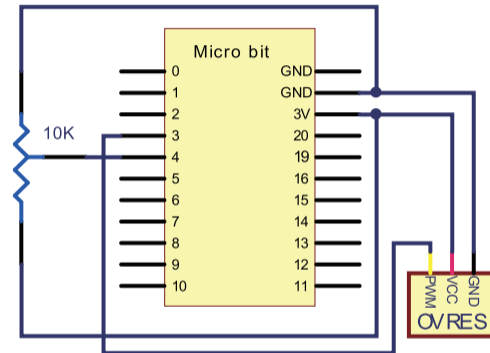 Micro bit
0 GND
1 GND
2 3V
10K
3 20
4 19
5 16
6 15
7 14
8 13
9 12
10 11
PWM
VCC
GND
OVRES